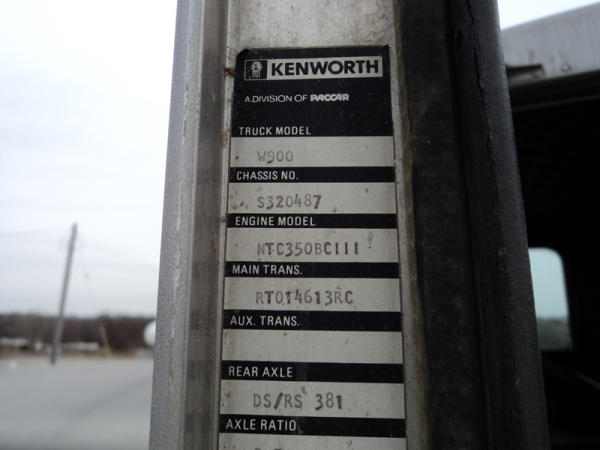 KENWORTH
A DIVISION OF PACCAR
TRUCK MODEL
W900
CHASSIS NO.
S320487
ENGINE MODEL
NTC350BCIII
MAIN TRANS.
RTO14613RC
AUX. TRANS.
REAR AXLE
DS/RS 381
AXLE RATIO